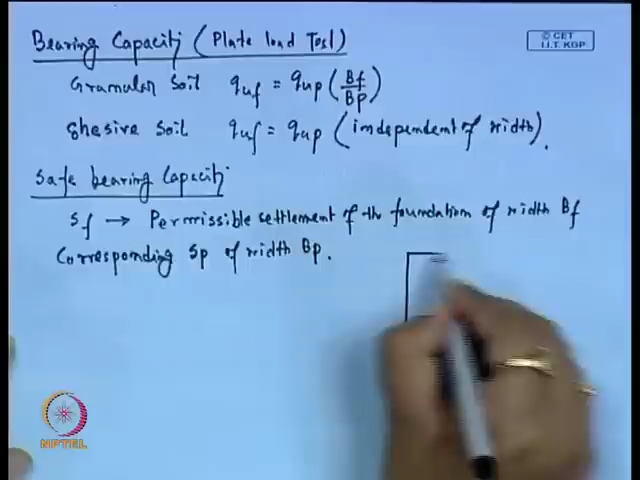 Bearing Capacity (Plate load Test)
© CET
I.I.T. KGP
Granular Soil quf = qup (Bf/Bp)
Cohesive Soil quf = qup (independent of width).
Safe bearing Capacity
Sf → Permissible settlement of the foundation of width Bf
Corresponding Sp of width Bp.
NPTEL